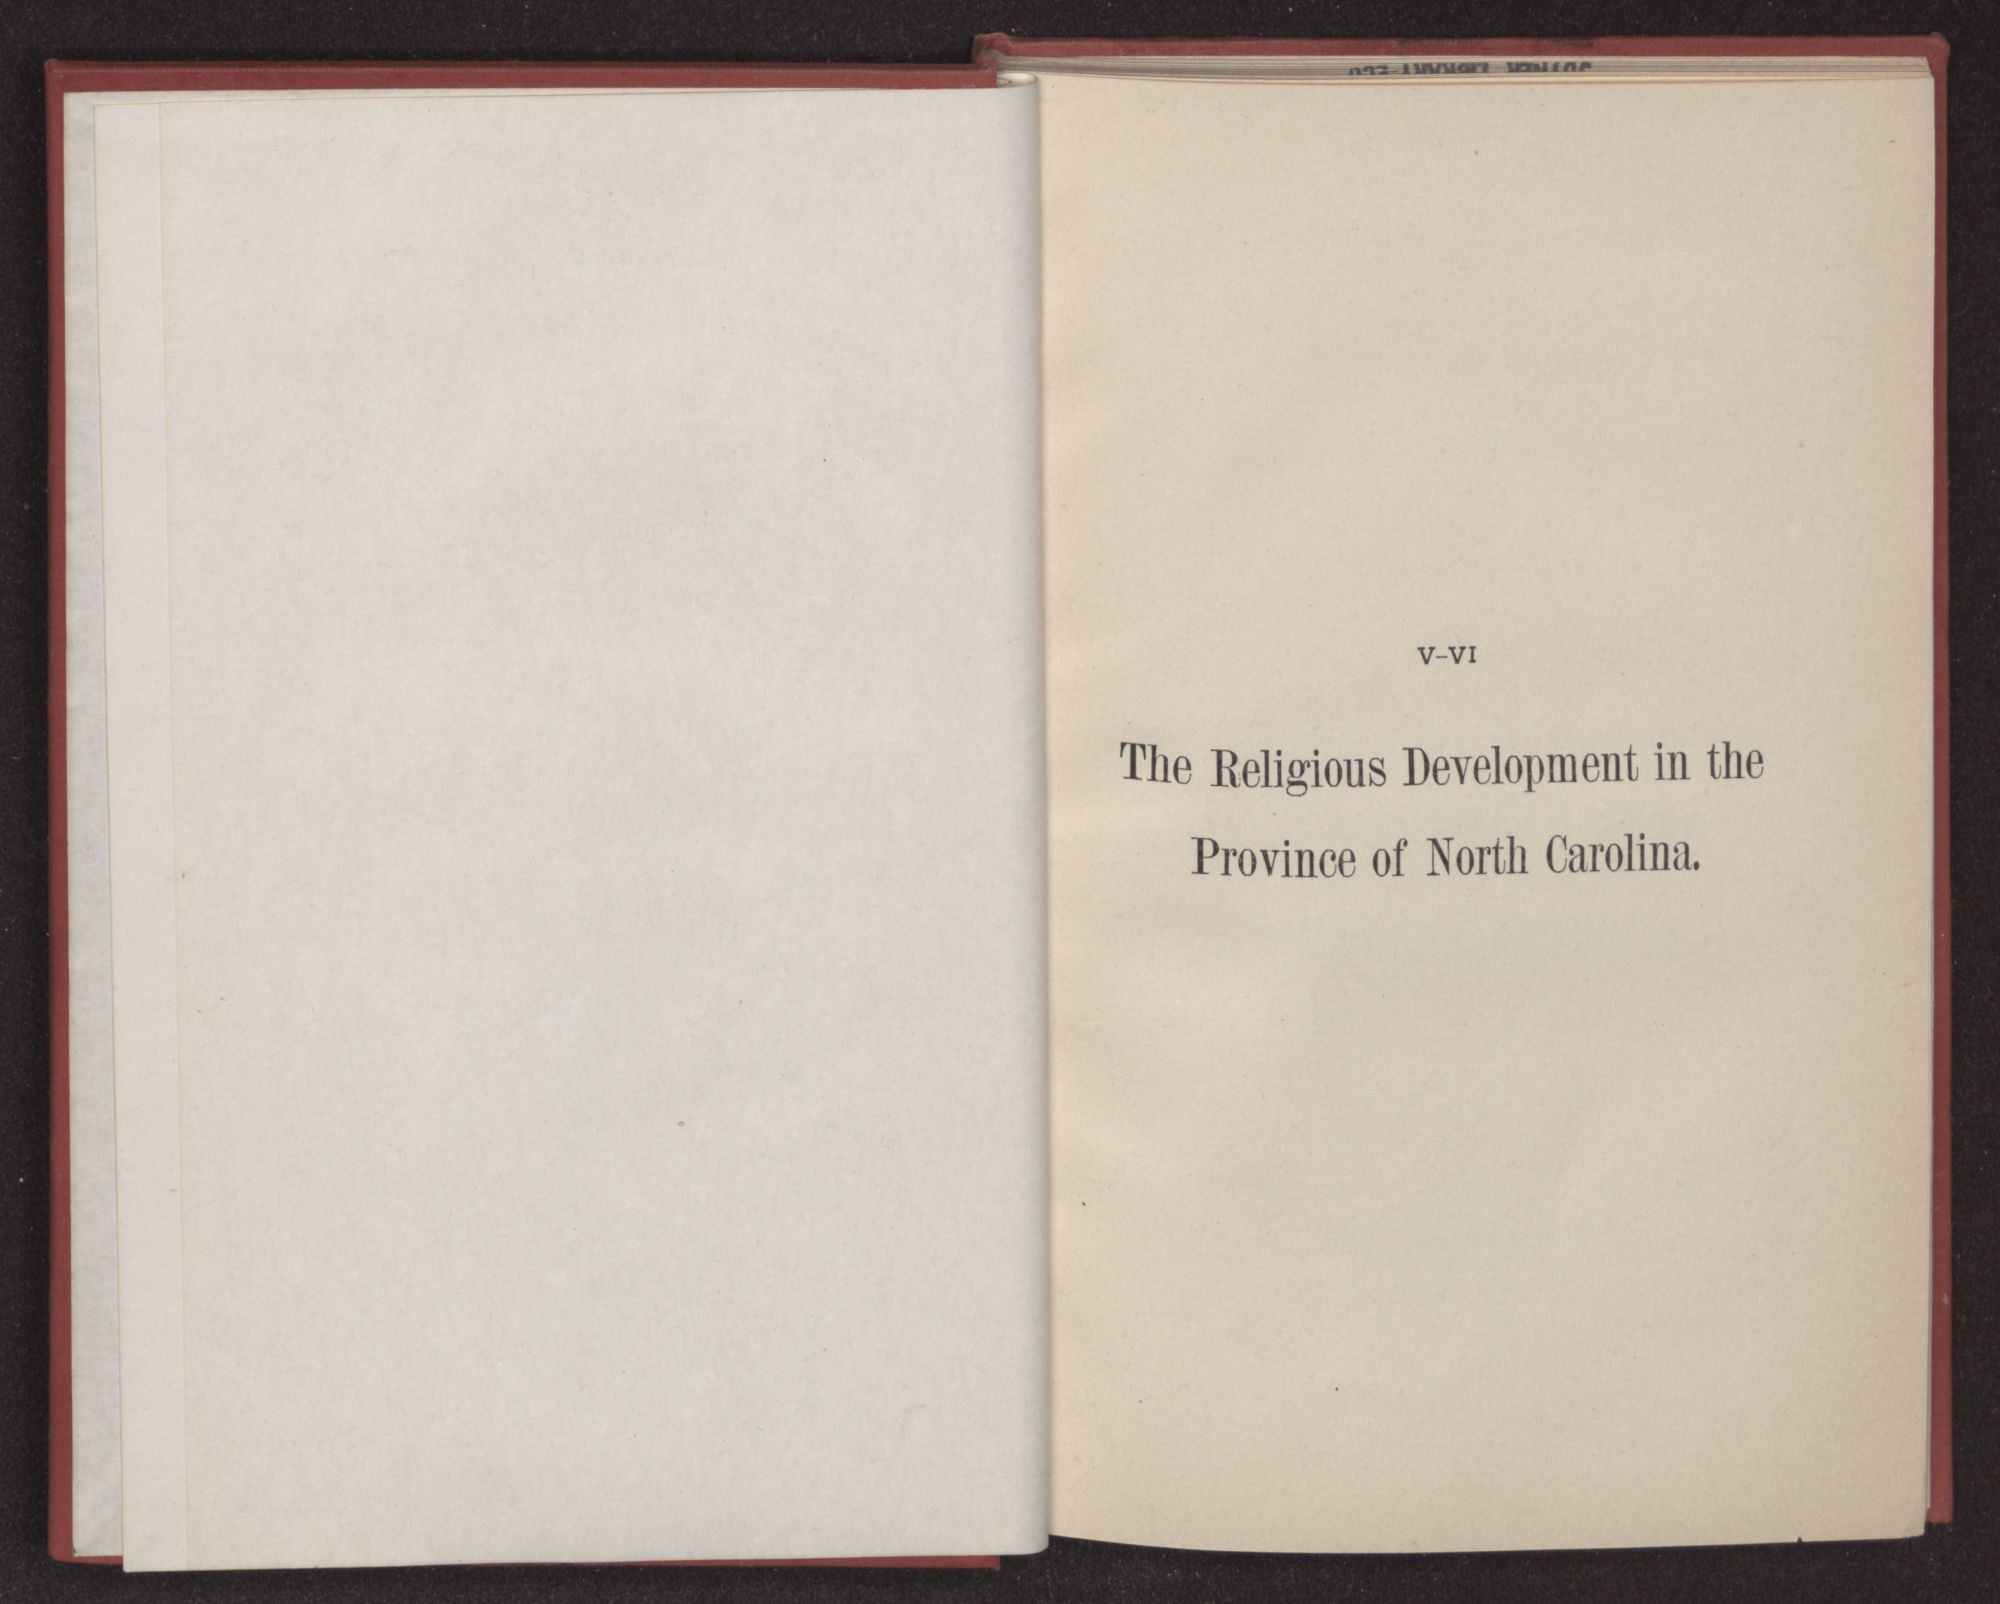 V–VI
The Religious Development in the
Province of North Carolina.